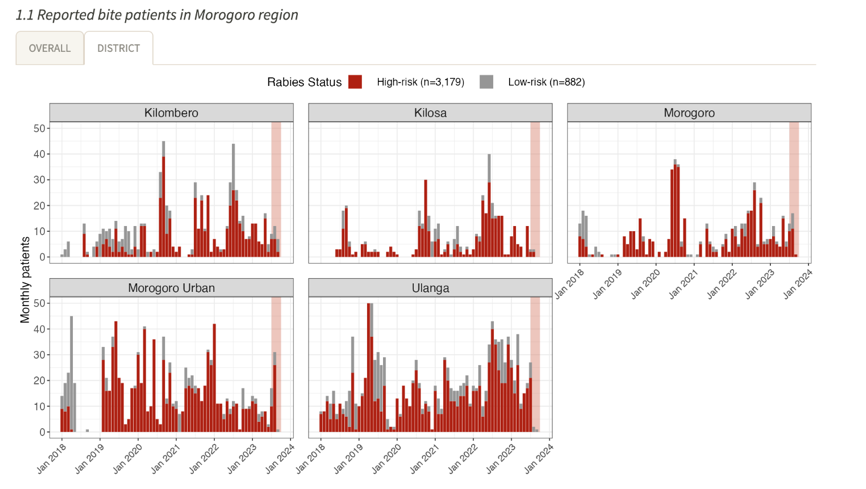 1.1 Reported bite patients in Morogoro region
OVERALL
DISTRICT
Rabies Status High-risk (n=3,179) Low-risk (n=882)
Kilombero
Kilosa
Morogoro
50
40
30
20
10
0
Jan 2018 Jan 2019 Jan 2020 Jan 2021 Jan 2022 Jan 2023 Jan 2024
Monthly patients
Morogoro Urban
Ulanga
50
40
30
20
10
0
Jan 2018 Jan 2019 Jan 2020 Jan 2021 Jan 2022 Jan 2023 Jan 2024
Jan 2018 Jan 2019 Jan 2020 Jan 2021 Jan 2022 Jan 2023 Jan 2024